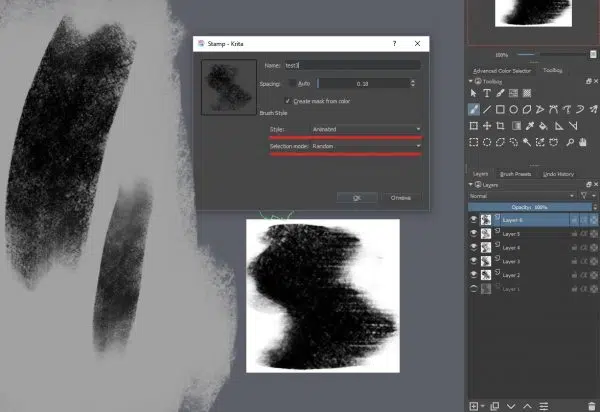 Stamp - Krita
?
Name: test3
Spacing: Auto 0.18
Create mask from color
Brush Style
Style: Animated
Selection mode: Random
OK Отмена
100%
Advanced Color Selector Toolbox
Toolbox
Layers Brush Presets Undo History
Layers
Normal
Opacity: 100%
Layer 6
Layer 5
Layer 4
Layer 3
Layer 2
Layer 1